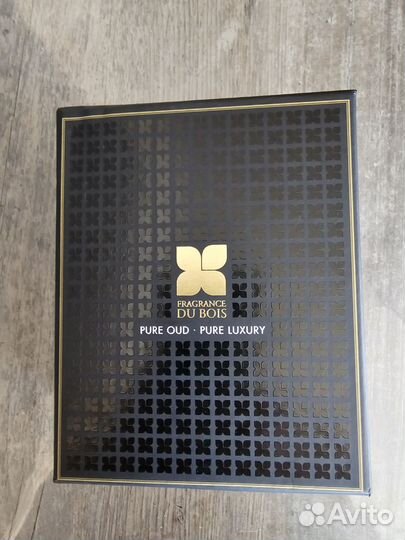 FRAGRANCE
DU BOIS
PURE OUD · PURE LUXURY
Avito